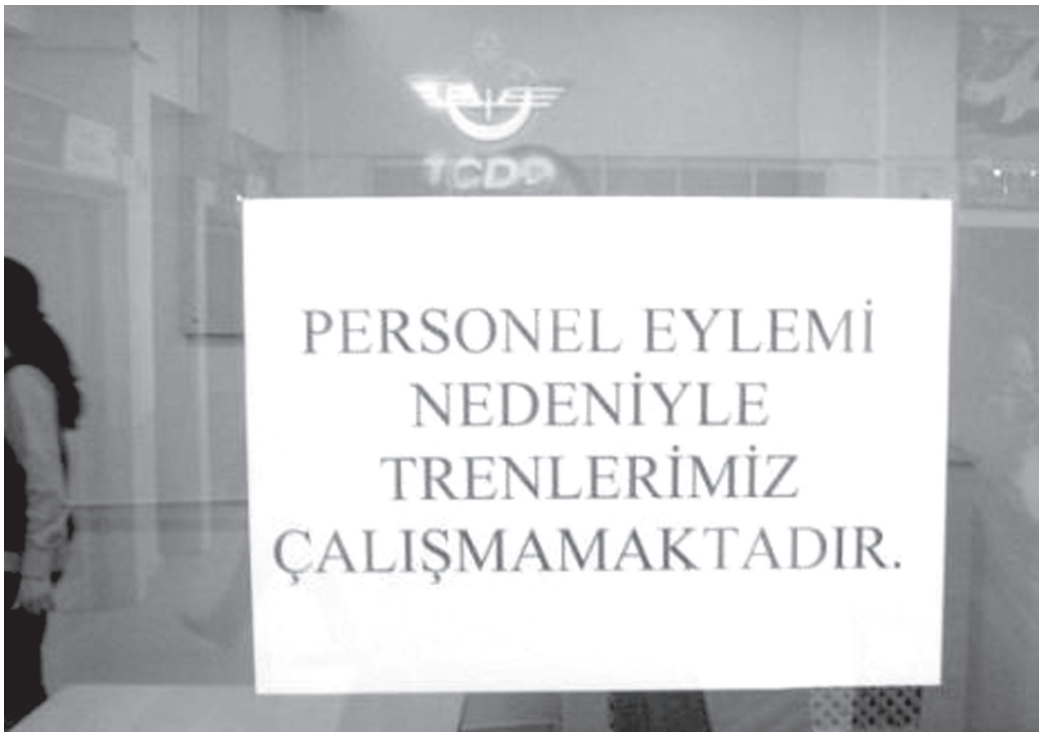 TCDD
PERSONEL EYLEMİ
NEDENİYLE
TRENLERİMİZ
ÇALIŞMAMAKTADIR.